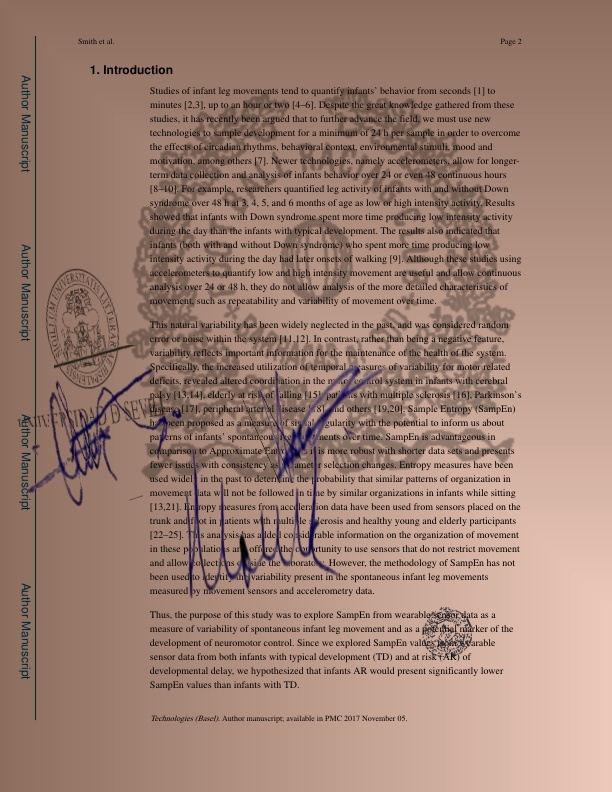 Smith et al.
Page 2
1. Introduction
Studies of infant leg movements tend to quantify infants' behavior from seconds [1] to
minutes [2,3], up to an hour or two [4–6]. Despite the great knowledge gathered from these
studies, it has recently been argued that to further advance the field, we must use new
technologies to sample development for a minimum of 24 h per sample in order to overcome
the effects of circadian rhythms, behavioral context, environmental stimuli, mood and
motivation, among others [7]. Newer technologies, namely accelerometers, allow for longer-
term data collection and analysis of infants behavior over 24 or even 48 continuous hours
[8–10]. For example, researchers quantified leg activity of infants with and without Down
syndrome over 48 h at 3, 4, 5, and 6 months of age as low or high intensity activity. Results
showed that infants with Down syndrome spent more time producing low intensity activity
during the day than the infants with typical development. The results also indicated that
infants (both with and without Down syndrome) who spent more time producing low
intensity activity during the day had later onsets of walking [9]. Although these studies using
accelerometers to quantify low and high intensity movement are useful and allow continuous
analysis over 24 or 48 h, they do not allow analysis of the more detailed characteristics of
movement, such as repeatability and variability of movement over time.
This natural variability has been widely neglected in the past, and was considered random
error or noise within the system [11,12]. In contrast, rather than being a negative feature,
variability reflects important information for the maintenance of the health of the system.
Specifically, the increased utilization of temporal measures of variability for motor related
deficits, revealed altered coordination in the motor control system in infants with cerebral
palsy [13,14], elderly at risk of falling [15], patients with multiple sclerosis [16], Parkinson's
disease [17], peripheral arterial disease [18], and others [19,20]. Sample Entropy (SampEn)
has been proposed as a measure of signal regularity with the potential to inform us about
patterns of infants' spontaneous leg movements over time. SampEn is advantageous in
comparison to Approximate Entropy as it is more robust with shorter data sets and presents
fewer issues with consistency as parameter selection changes. Entropy measures have been
used widely in the past to determine the probability that similar patterns of organization in
movement data will not be followed in time by similar organizations in infants while sitting
[13,21]. Entropy measures from acceleration data have been used from sensors placed on the
trunk and foot in patients with multiple sclerosis and healthy young and elderly participants
[22–25]. This analysis has added considerable information on the organization of movement
in these populations and offered the opportunity to use sensors that do not restrict movement
and allow collections outside the laboratory. However, the methodology of SampEn has not
been used to identify the variability present in the spontaneous infant leg movements
measured by movement sensors and accelerometry data.
Thus, the purpose of this study was to explore SampEn from wearable sensor data as a
measure of variability of spontaneous infant leg movement and as a potential marker of the
development of neuromotor control. Since we explored SampEn values from wearable
sensor data from both infants with typical development (TD) and at risk (AR) of
developmental delay, we hypothesized that infants AR would present significantly lower
SampEn values than infants with TD.
Technologies (Basel). Author manuscript; available in PMC 2017 November 05.
Author Manuscript
Author Manuscript
Author Manuscript
Author Manuscript
UNIVERSIDAD DE SEVILLA